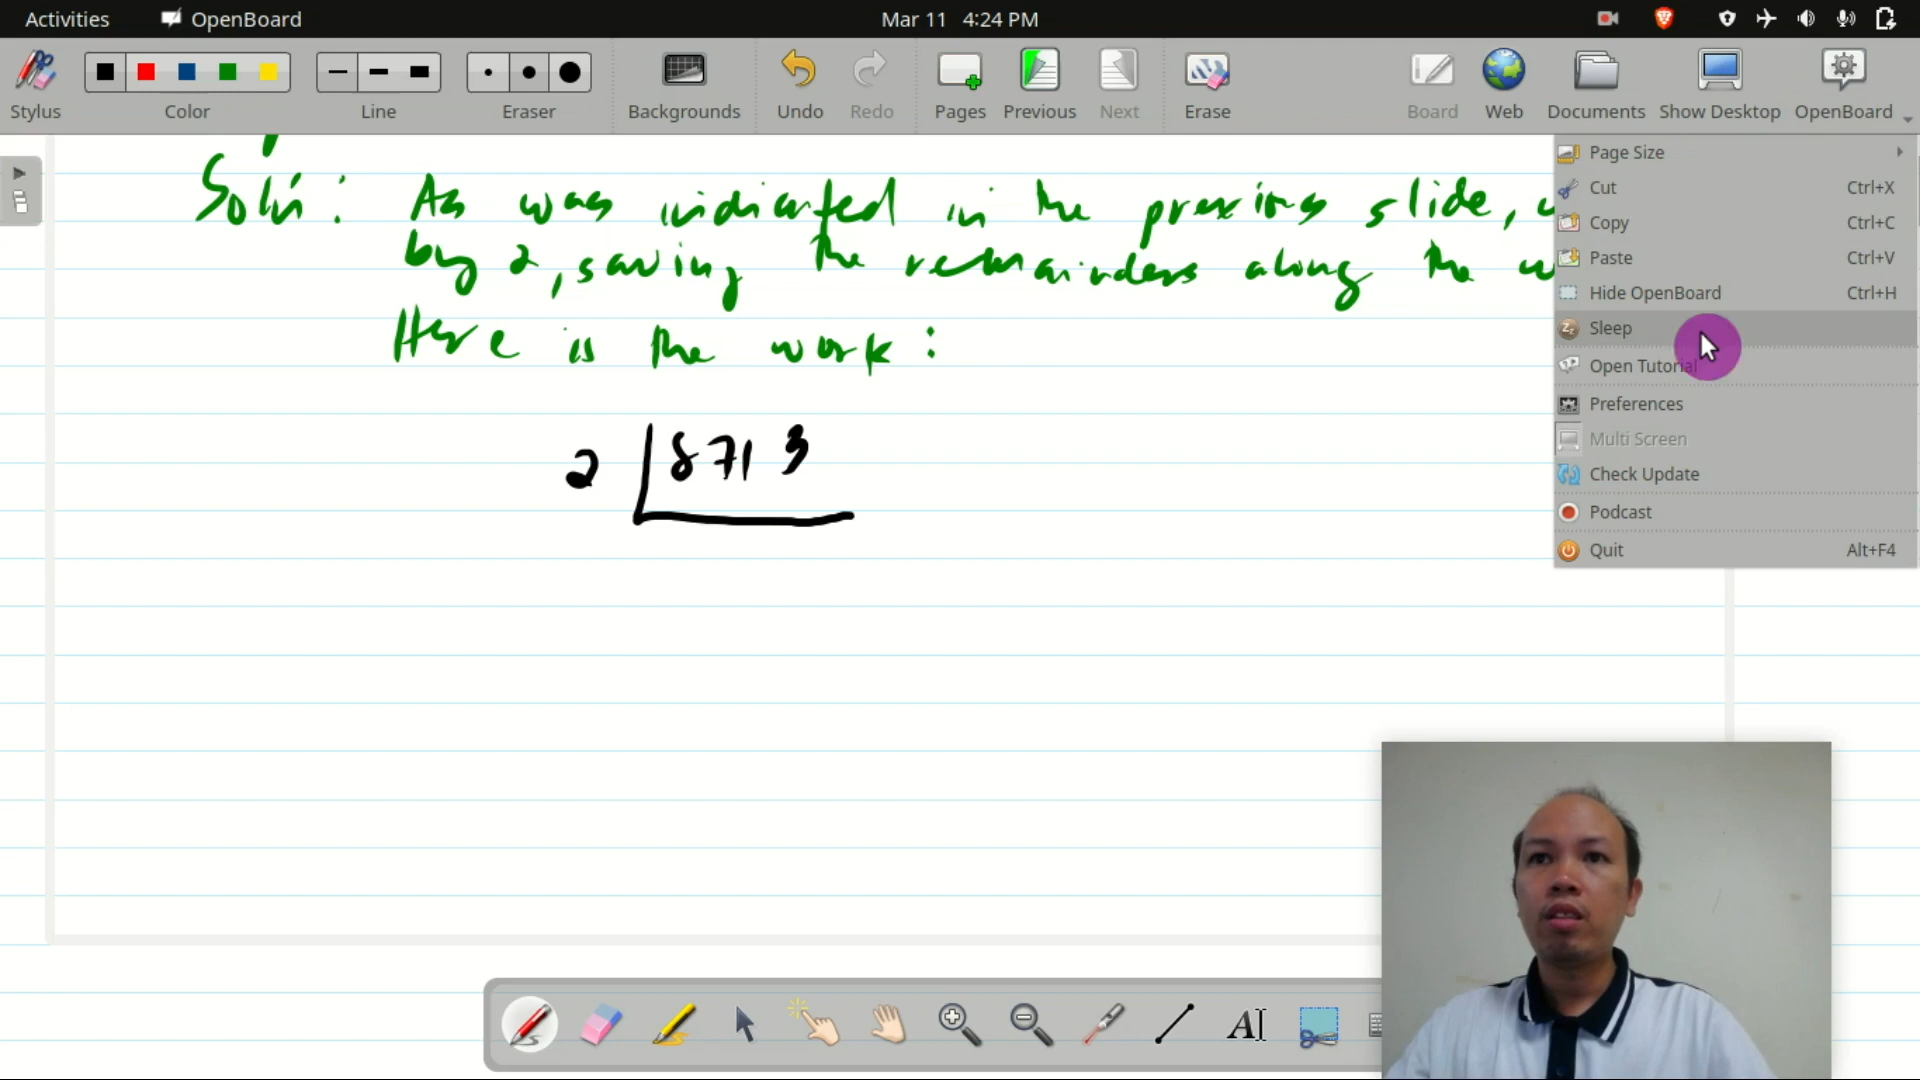 Activities OpenBoard Mar 11 4:24 PM
Stylus Color Line Eraser Backgrounds Undo Redo Pages Previous Next Erase Board Web Documents Show Desktop OpenBoard
Page Size
Cut Ctrl+X
Copy Ctrl+C
Paste Ctrl+V
Hide OpenBoard Ctrl+H
Sleep
Open Tutorial
Preferences
Multi Screen
Check Update
Podcast
Quit Alt+F4
Sol'n: As was indicated in the previous slide,
by 2, saving the remainders along the
Here is the work:
2 8713